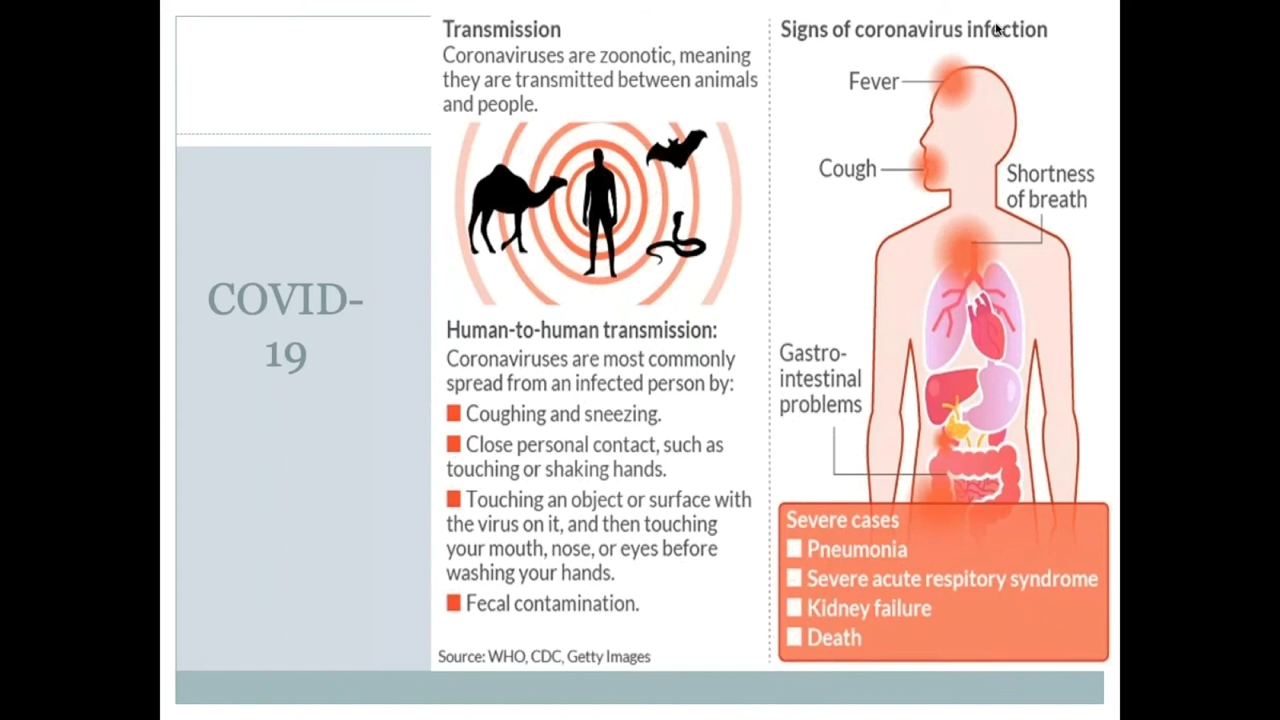 COVID-
19
Transmission
Coronaviruses are zoonotic, meaning
they are transmitted between animals
and people.
Human-to-human transmission:
Coronaviruses are most commonly
spread from an infected person by:
Coughing and sneezing.
Close personal contact, such as
touching or shaking hands.
Touching an object or surface with
the virus on it, and then touching
your mouth, nose, or eyes before
washing your hands.
Fecal contamination.
Source: WHO, CDC, Getty Images
Signs of coronavirus infection
Fever
Cough
Shortness
of breath
Gastro-
intestinal
problems
Severe cases
Pneumonia
Severe acute respitory syndrome
Kidney failure
Death